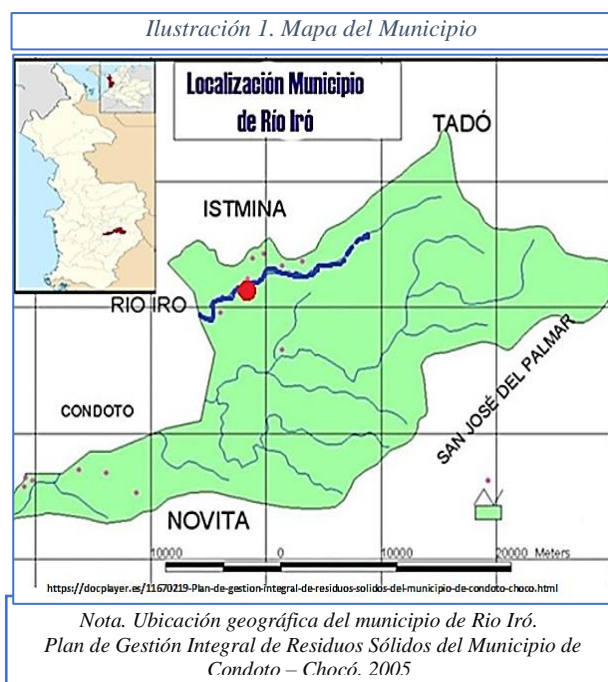 Ilustración 1. Mapa del Municipio
Localización Municipio
de Río Iró
TADÓ
ISTMINA
RIO IRO
SAN JOSÉ DEL PALMAR
CONDOTO
NOVITA
10000 0 10000 20000 Meters
https://docplayer.es/11670219-Plan-de-gestion-integral-de-residuos-solidos-del-municipio-de-condoto-choco.html
Nota. Ubicación geográfica del municipio de Rio Iró.
Plan de Gestión Integral de Residuos Sólidos del Municipio de
Condoto – Chocó. 2005